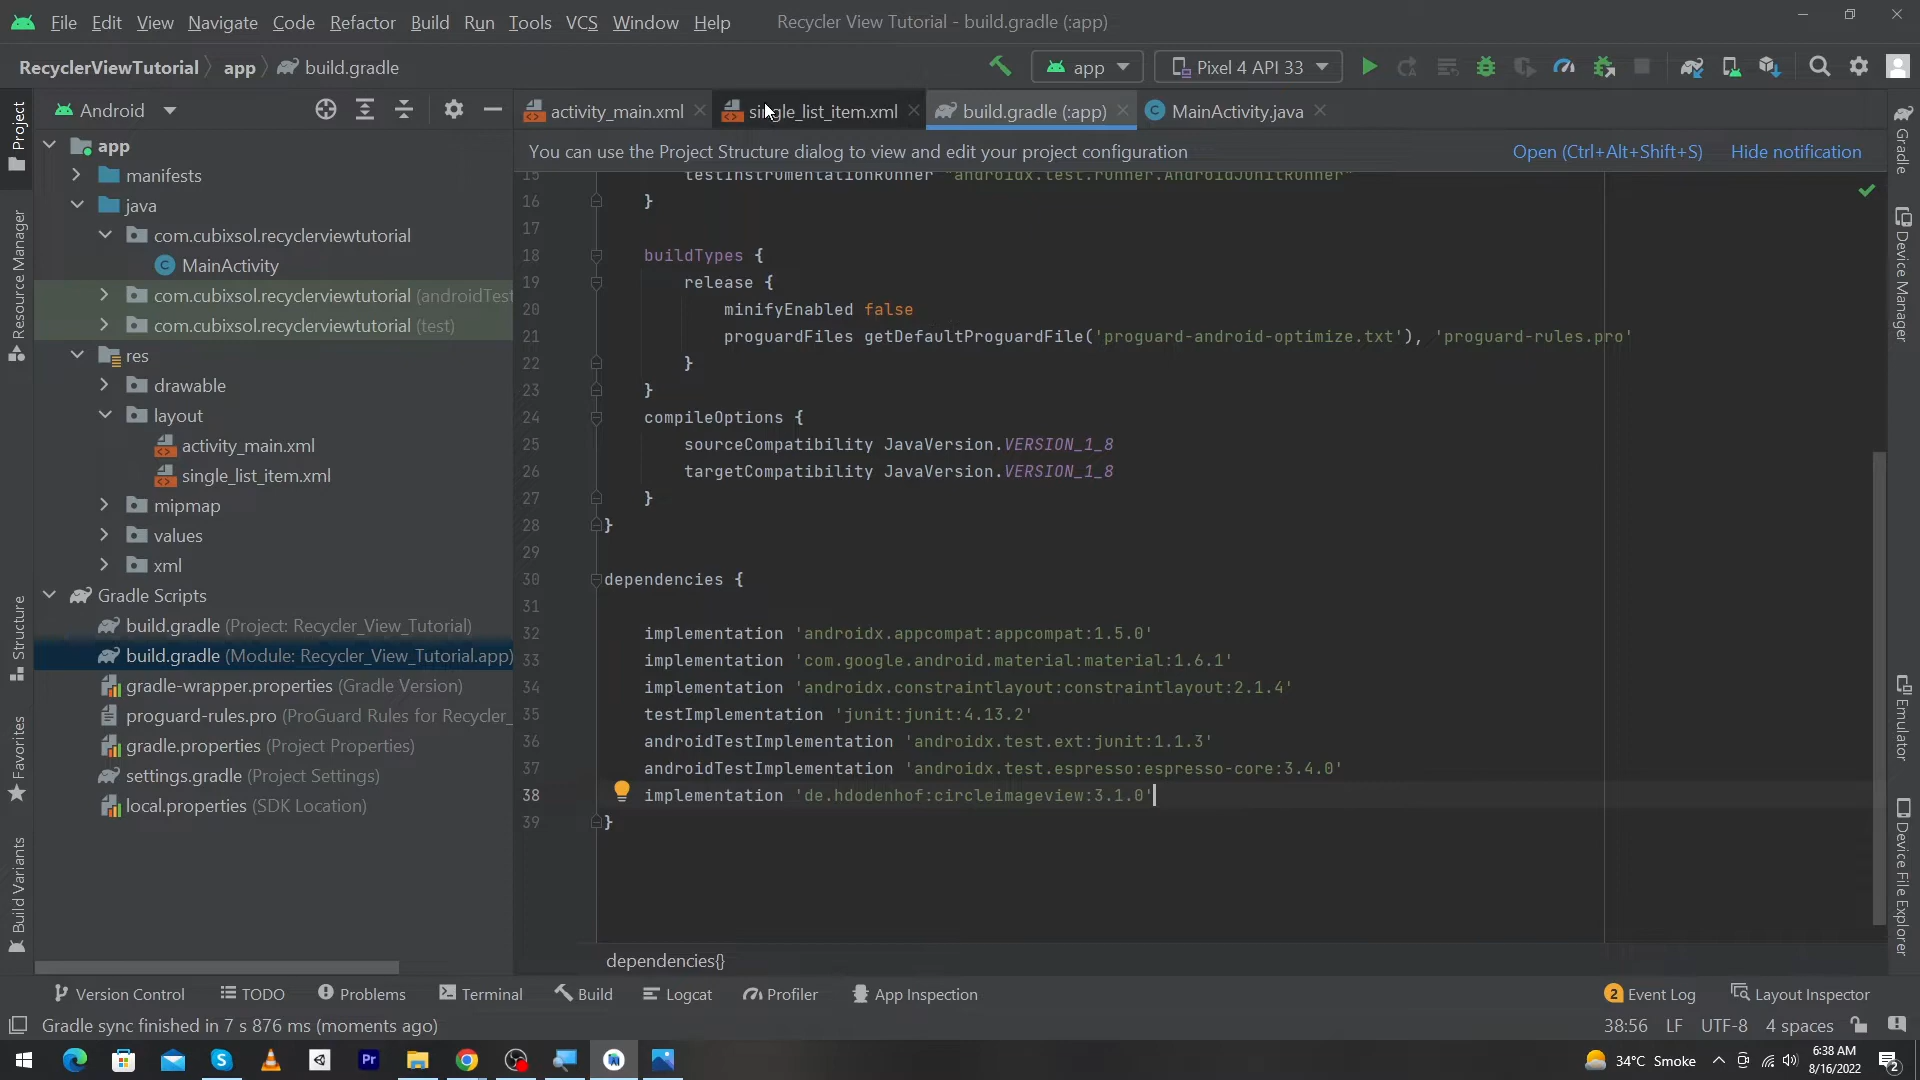 File Edit View Navigate Code Refactor Build Run Tools VCS Window Help Recycler View Tutorial - build.gradle (:app)
RecyclerViewTutorial app build.gradle app Pixel 4 API 33
Android
activity_main.xml single_list_item.xml build.gradle (:app) MainActivity.java
You can use the Project Structure dialog to view and edit your project configuration Open (Ctrl+Alt+Shift+S) Hide notification
Project
Resource Manager
Structure
Favorites
Build Variants
app
manifests
java
com.cubixsol.recyclerviewtutorial
MainActivity
com.cubixsol.recyclerviewtutorial (androidTest
com.cubixsol.recyclerviewtutorial (test)
res
drawable
layout
activity_main.xml
single_list_item.xml
mipmap
values
xml
Gradle Scripts
build.gradle (Project: Recycler_View_Tutorial)
build.gradle (Module: Recycler_View_Tutorial.app)
gradle-wrapper.properties (Gradle Version)
proguard-rules.pro (ProGuard Rules for Recycler_
gradle.properties (Project Properties)
settings.gradle (Project Settings)
local.properties (SDK Location)
15 testInstrumentationRunner "androidx.test.runner.AndroidJUnitRunner"
16 }
17
18 buildTypes {
19 release {
20 minifyEnabled false
21 proguardFiles getDefaultProguardFile('proguard-android-optimize.txt'), 'proguard-rules.pro'
22 }
23 }
24 compileOptions {
25 sourceCompatibility JavaVersion.VERSION_1_8
26 targetCompatibility JavaVersion.VERSION_1_8
27 }
28 }
29
30 dependencies {
31
32 implementation 'androidx.appcompat:appcompat:1.5.0'
33 implementation 'com.google.android.material:material:1.6.1'
34 implementation 'androidx.constraintlayout:constraintlayout:2.1.4'
35 testImplementation 'junit:junit:4.13.2'
36 androidTestImplementation 'androidx.test.ext:junit:1.1.3'
37 androidTestImplementation 'androidx.test.espresso:espresso-core:3.4.0'
38 implementation 'de.hdodenhof:circleimageview:3.1.0'
39 }
dependencies{}
Gradle
Device Manager
Emulator
Device File Explorer
Version Control TODO Problems Terminal Build Logcat Profiler App Inspection 2 Event Log Layout Inspector
Gradle sync finished in 7 s 876 ms (moments ago) 38:56 LF UTF-8 4 spaces
34°C Smoke 6:38 AM
8/16/2022
2